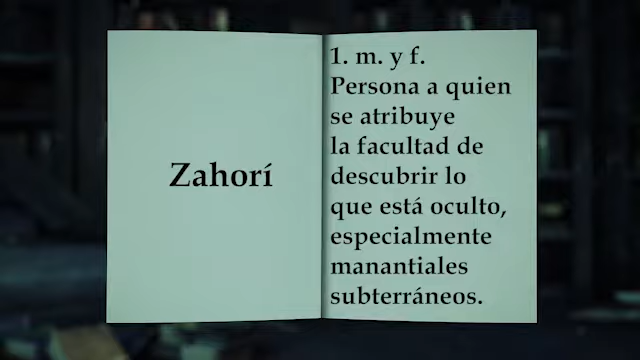 Zahorí
1. m. y f.
Persona a quien
se atribuye
la facultad de
descubrir lo
que está oculto,
especialmente
manantiales
subterráneos.